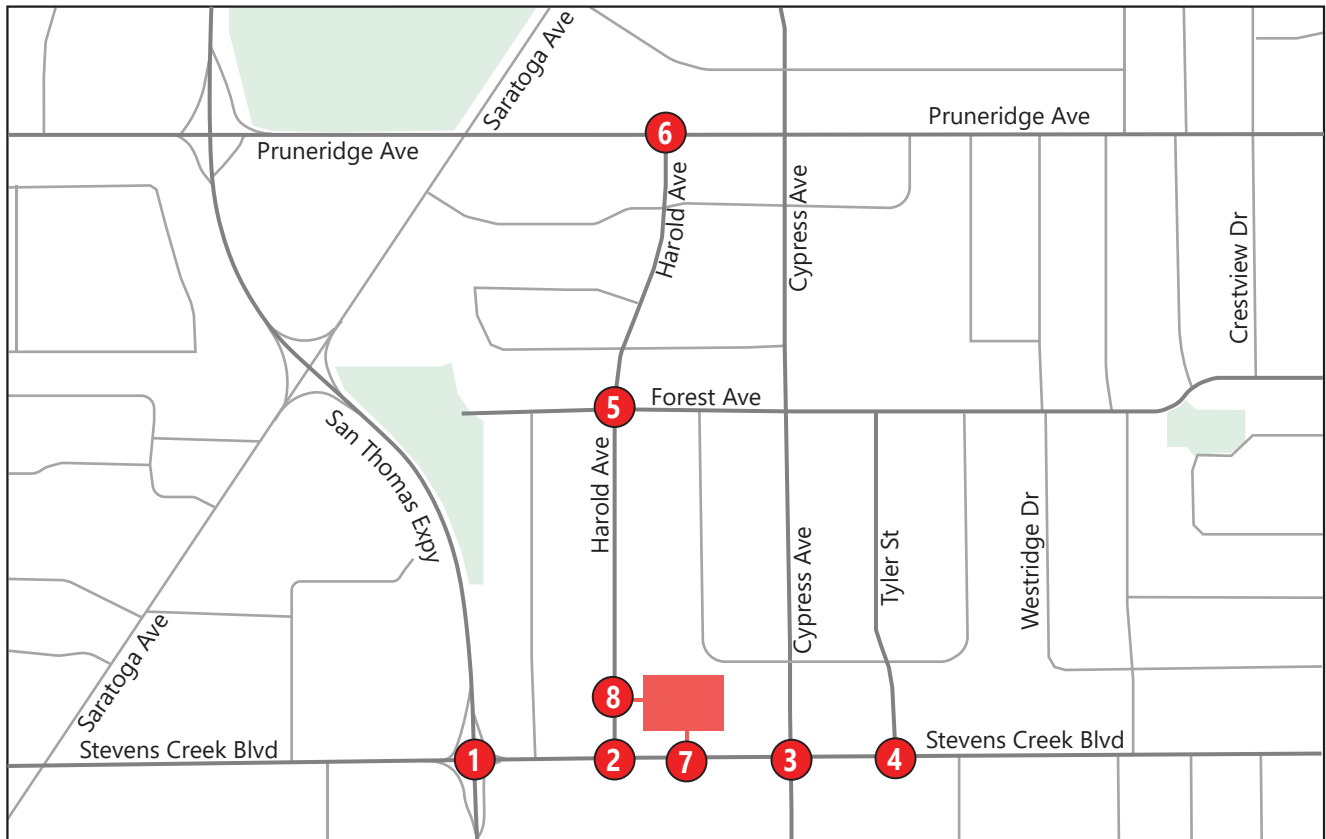 Saratoga Ave
6
Pruneridge Ave
Pruneridge Ave
Harold Ave
Cypress Ave
Crestview Dr
5
Forest Ave
San Thomas Expy
Harold Ave
Cypress Ave
Tyler St
Westridge Dr
Saratoga Ave
8
Stevens Creek Blvd
1
2
7
3
4
Stevens Creek Blvd